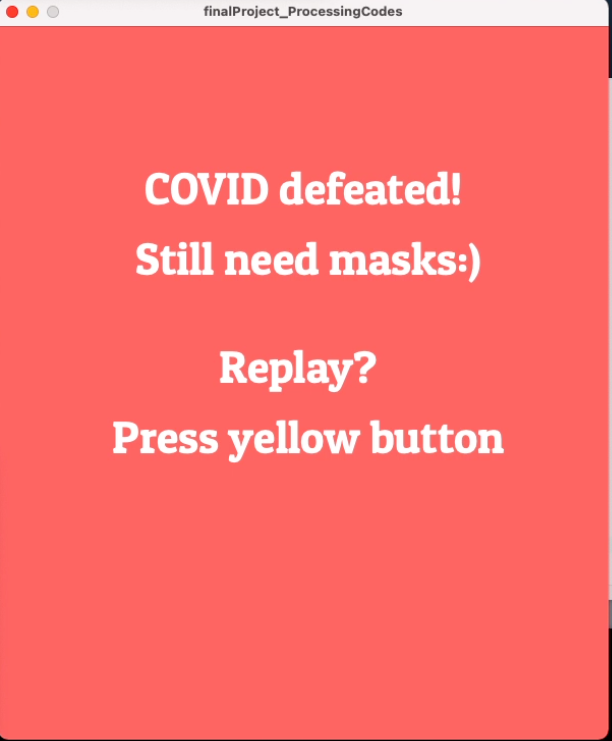 finalProject_ProcessingCodes
COVID defeated!
Still need masks:)
Replay?
Press yellow button